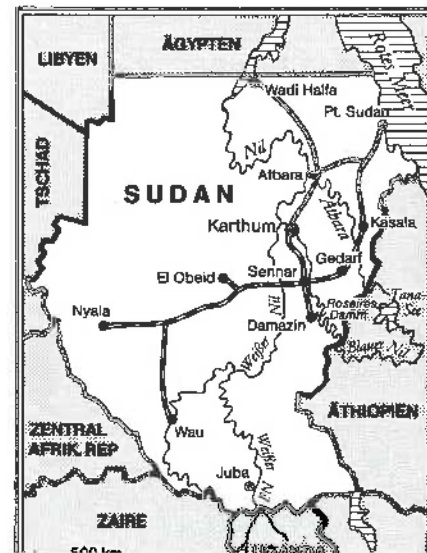 ÄGYPTEN
LIBYEN
Rotes Meer
Wadi Halfa
Pt. Sudan
TSCHAD
Nil
Atbara
SUDAN
Atbara
Karthum
Kasala
Gedarf
El Obeid
Sennar
Nyala
Nil
Roseires
Damm
Tana-
See
Damazin
Blauer Nil
Weißer
ÄTHIOPIEN
ZENTRAL
AFRIK. REP
Wau
Weißer
Juba
Nil
ZAIRE
500 km